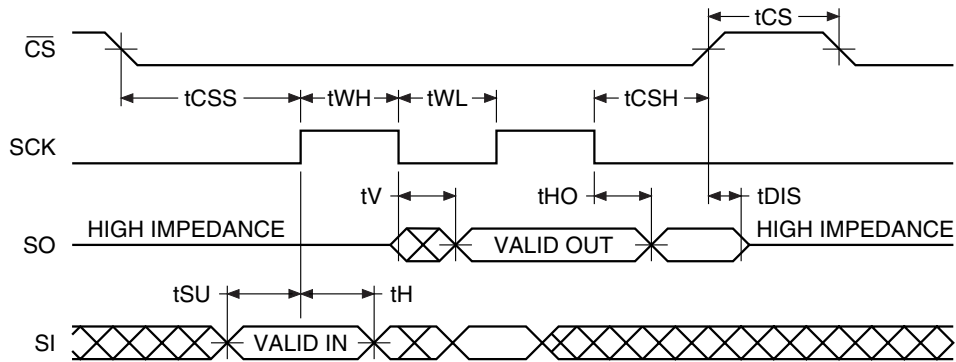 tCS
C̅S̅
tCSS tWH tWL tCSH
SCK
tV tHO tDIS
HIGH IMPEDANCE HIGH IMPEDANCE
SO VALID OUT
tSU tH
SI VALID IN